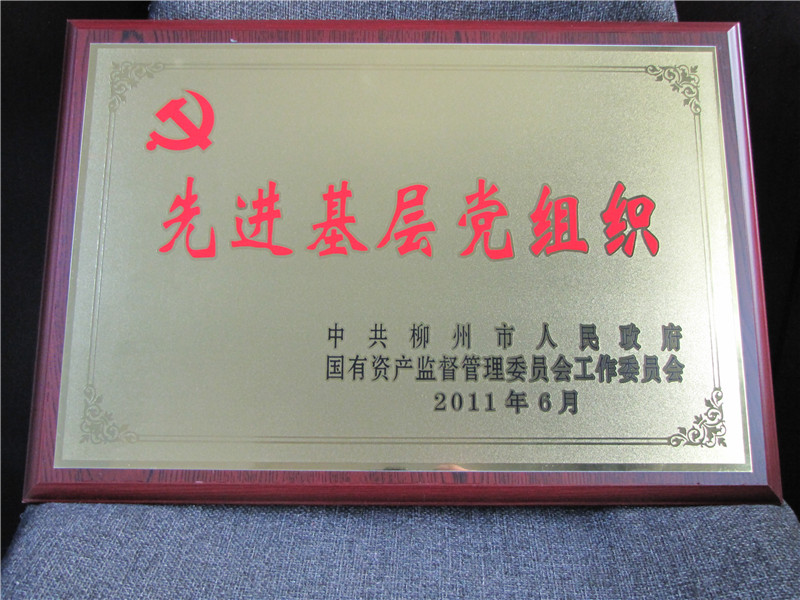 先进基层党组织
中共柳州市人民政府
国有资产监督管理委员会工作委员会
2011年6月